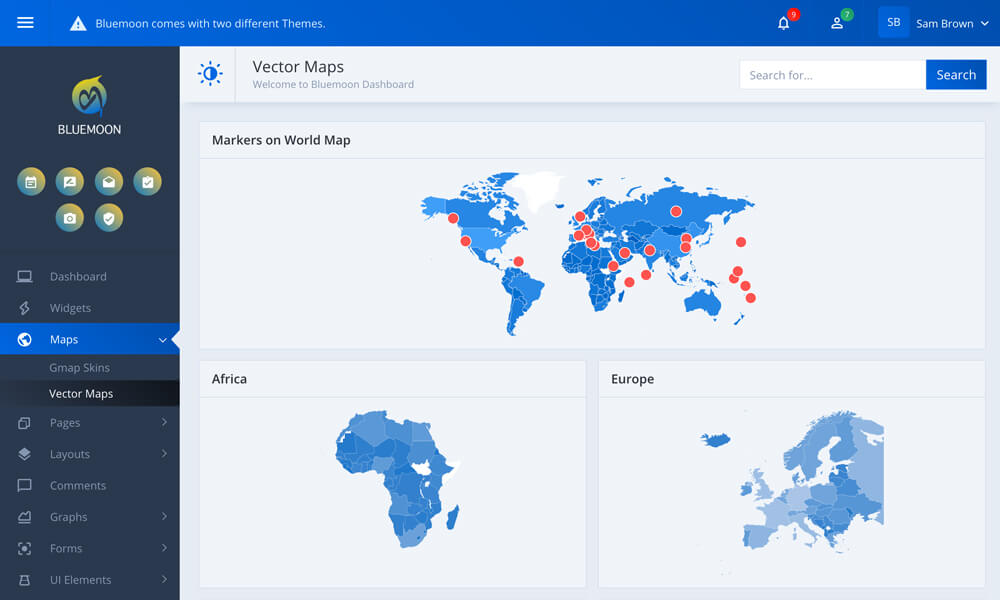 Bluemoon comes with two different Themes.
9
7
SB
Sam Brown
BLUEMOON
Vector Maps
Welcome to Bluemoon Dashboard
Search for...
Search
Dashboard
Widgets
Maps
Gmap Skins
Vector Maps
Pages
Layouts
Comments
Graphs
Forms
UI Elements
Markers on World Map
Africa
Europe